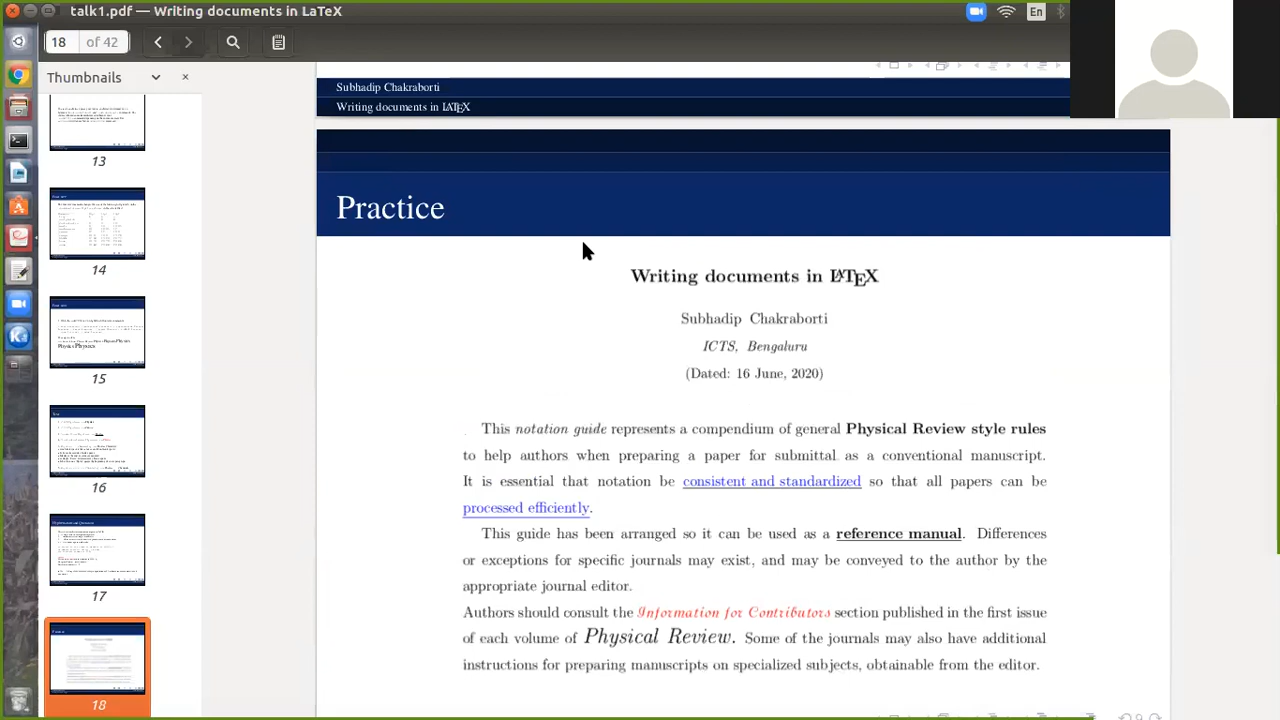 talk1.pdf — Writing documents in LaTeX
En
18 of 42
Thumbnails
Subhadip Chakraborti
Writing documents in LATEX
13
14
15
16
17
18
Practice
Writing documents in LATEX
Subhadip Chakraborti
ICTS, Bengaluru
(Dated: 16 June, 2020)
This notation guide represents a compendium of general Physical Review style rules
to help authors when preparing a paper for submittal as a conventional manuscript.
It is essential that notation be consistent and standardized so that all papers can be
processed efficiently.
This guide has been arranged so it can be used as a reference manual. Differences
or exceptions for specific journals may exist, and may be conveyed to the author by the
appropriate journal editor.
Authors should consult the Information for Contributors section published in the first issue
of each volume of Physical Review. Some of the journals may also have additional
instructions for preparing manuscripts on specialized subjects, obtainable from the editor.